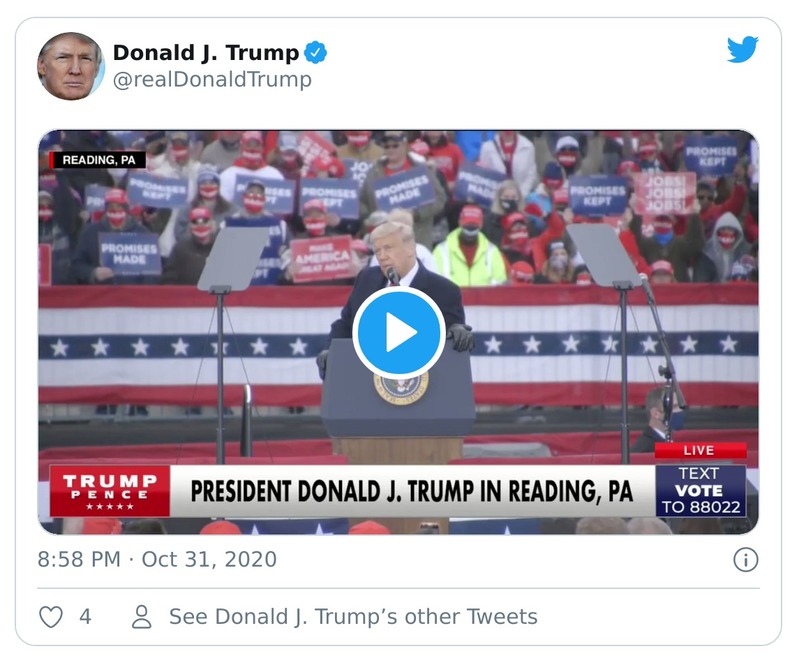 Donald J. Trump
@realDonaldTrump
READING, PA
PROMISES
KEPT
PROMISES
KEPT
PROMISES
MADE
PROMISES
MADE
PROMISES
KEPT
JOBS!
JOBS!
JOBS!
PROMISES
MADE
MAKE
AMERICA
GREAT AGAIN
LIVE
TRUMP
PENCE
PRESIDENT DONALD J. TRUMP IN READING, PA
TEXT
VOTE
TO 88022
8:58 PM · Oct 31, 2020
4
See Donald J. Trump’s other Tweets